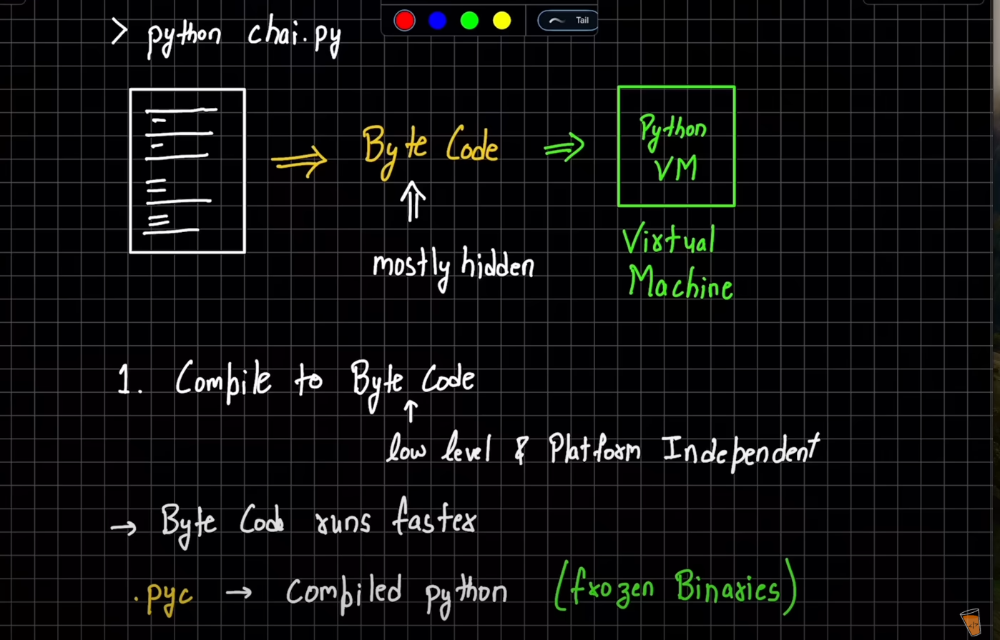 > python chai.py
Tail
Byte Code
Python
VM
mostly hidden
Virtual
Machine
1. Compile to Byte Code
low level & Platform Independent
→ Byte Code runs faster
.pyc → Compiled python (frozen Binaries)
</>